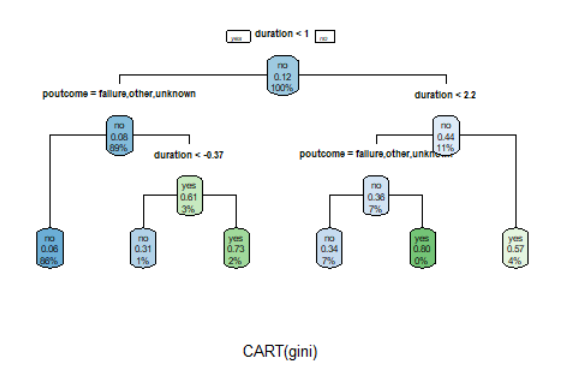 duration < 1
yes
no
no
0.12
100%
poutcome = failure,other,unknown
duration < 2.2
no
0.08
89%
no
0.44
11%
duration < -0.37
poutcome = failure,other,unknown
yes
0.61
3%
no
0.36
7%
no
0.06
86%
no
0.31
1%
yes
0.73
2%
no
0.34
7%
yes
0.80
0%
yes
0.57
4%
CART(gini)